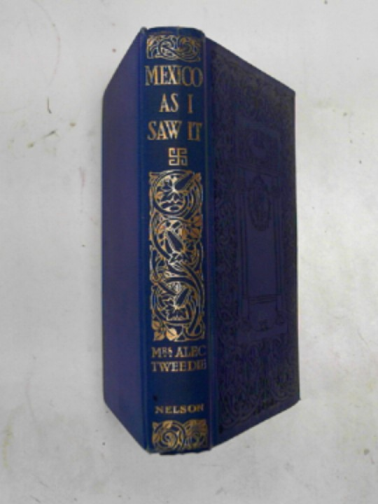 MEXICO
AS I
SAW IT
MRS. ALEC
TWEEDIE
NELSON